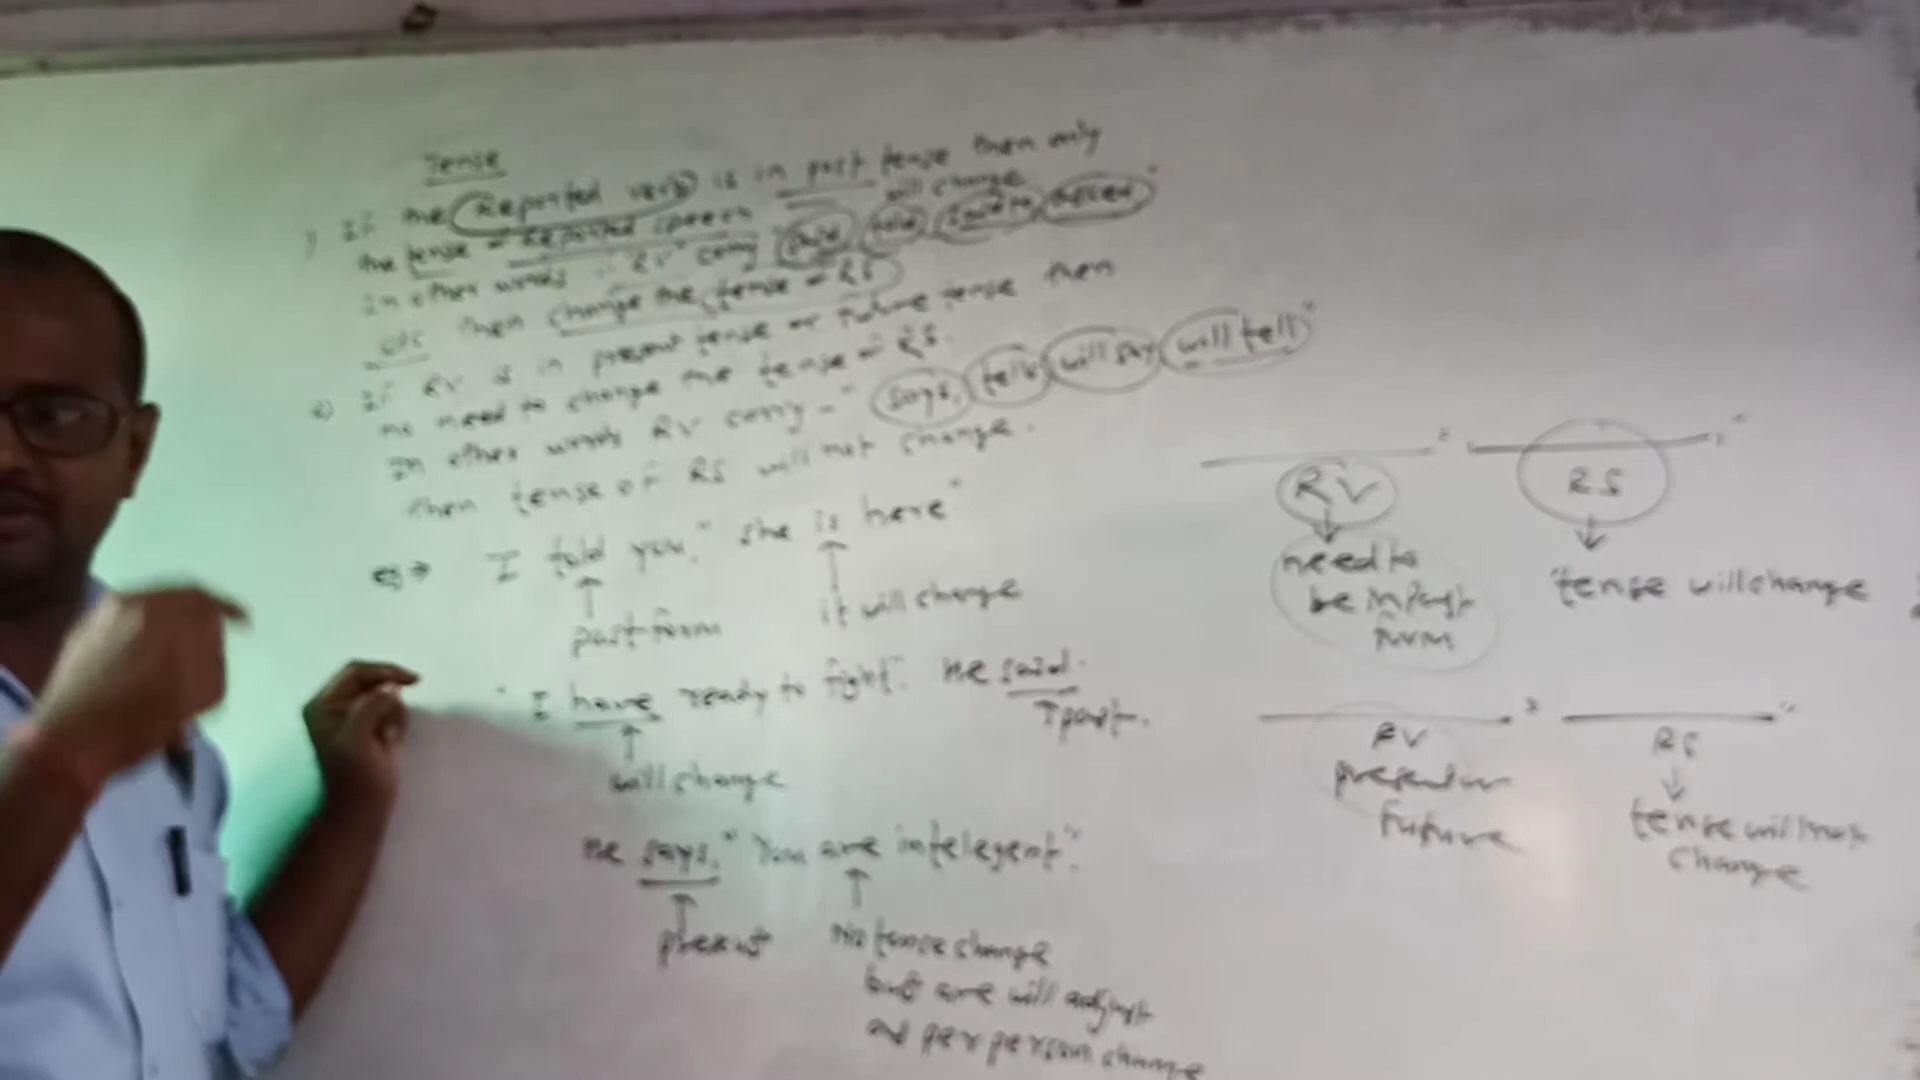 Tense
1) If the Reported verb is in past tense then only
the tense of Reported speech will change
In other words "RV" carry "said, told, said to, asked"
etc then change the tense of RS
2) If RV is in present tense or Future tense then
no need to change the tense of RS.
In other words RV carry - "says, tells will say will tell"
then tense of RS will not change.
eg → I told you, "she is here"
↑ ↑
past form it will change
"I have ready to fight". He said.
↑ ↑ past.
will change
He says, "You are intelegent".
↑ ↑
present No tense change
but are will adjust
as per person change
RV RS
↓ ↓
need to tense will change
be in past
form
RV RS
present or ↓
Future tense will not
change